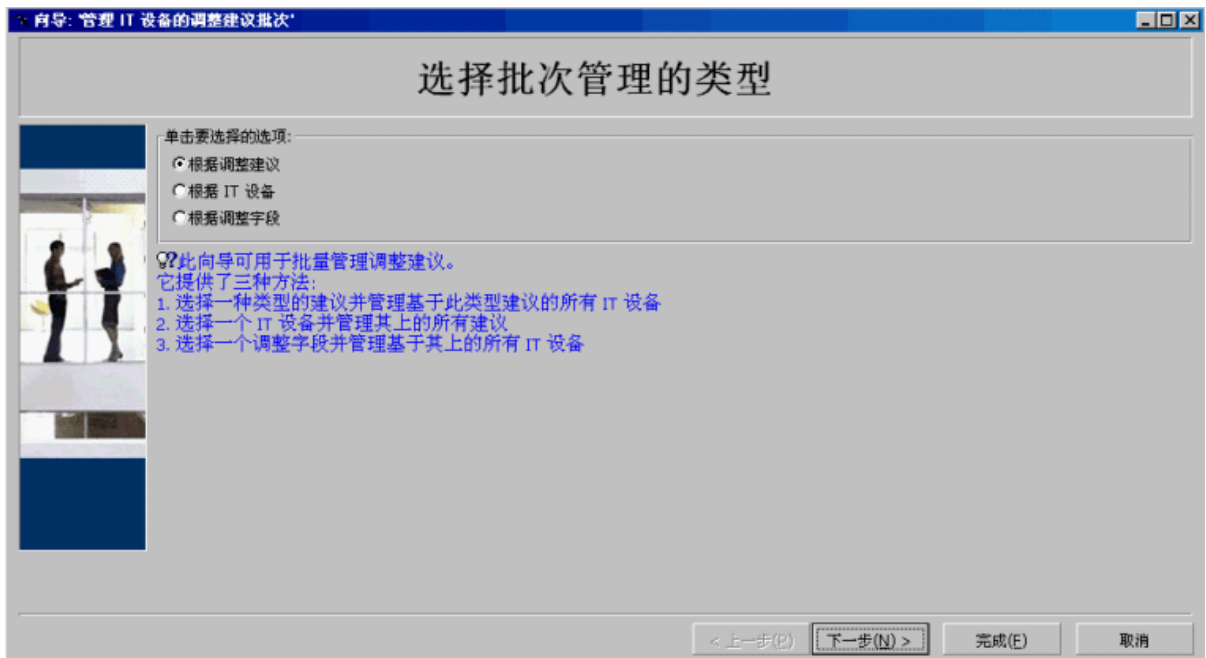 向导: '管理 IT 设备的调整建议批次'
选择批次管理的类型
单击要选择的选项:
根据调整建议
根据 IT 设备
根据调整字段
此向导可用于批量管理调整建议。
它提供了三种方法:
1. 选择一种类型的建议并管理基于此类型建议的所有 IT 设备
2. 选择一个 IT 设备并管理其上的所有建议
3. 选择一个调整字段并管理基于其上的所有 IT 设备
< 上一步(P) 下一步(N) > 完成(F) 取消